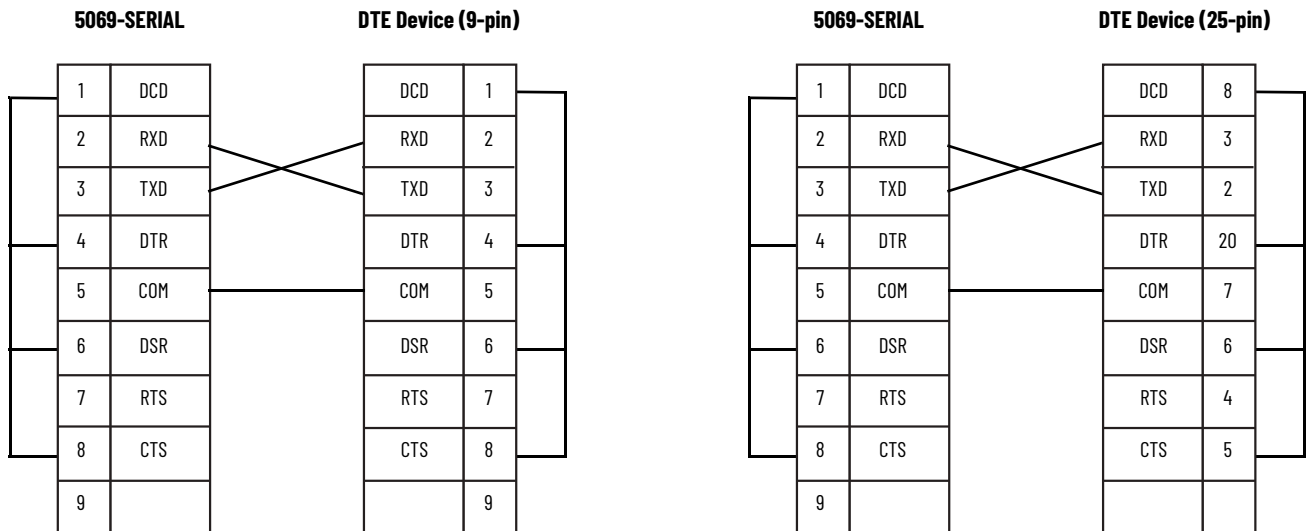 5069-SERIAL DTE Device (9-pin) 5069-SERIAL DTE Device (25-pin)
1 DCD DCD 1 1 DCD DCD 8
2 RXD RXD 2 2 RXD RXD 3
3 TXD TXD 3 3 TXD TXD 2
4 DTR DTR 4 4 DTR DTR 20
5 COM COM 5 5 COM COM 7
6 DSR DSR 6 6 DSR DSR 6
7 RTS RTS 7 7 RTS RTS 4
8 CTS CTS 8 8 CTS CTS 5
9 9 9